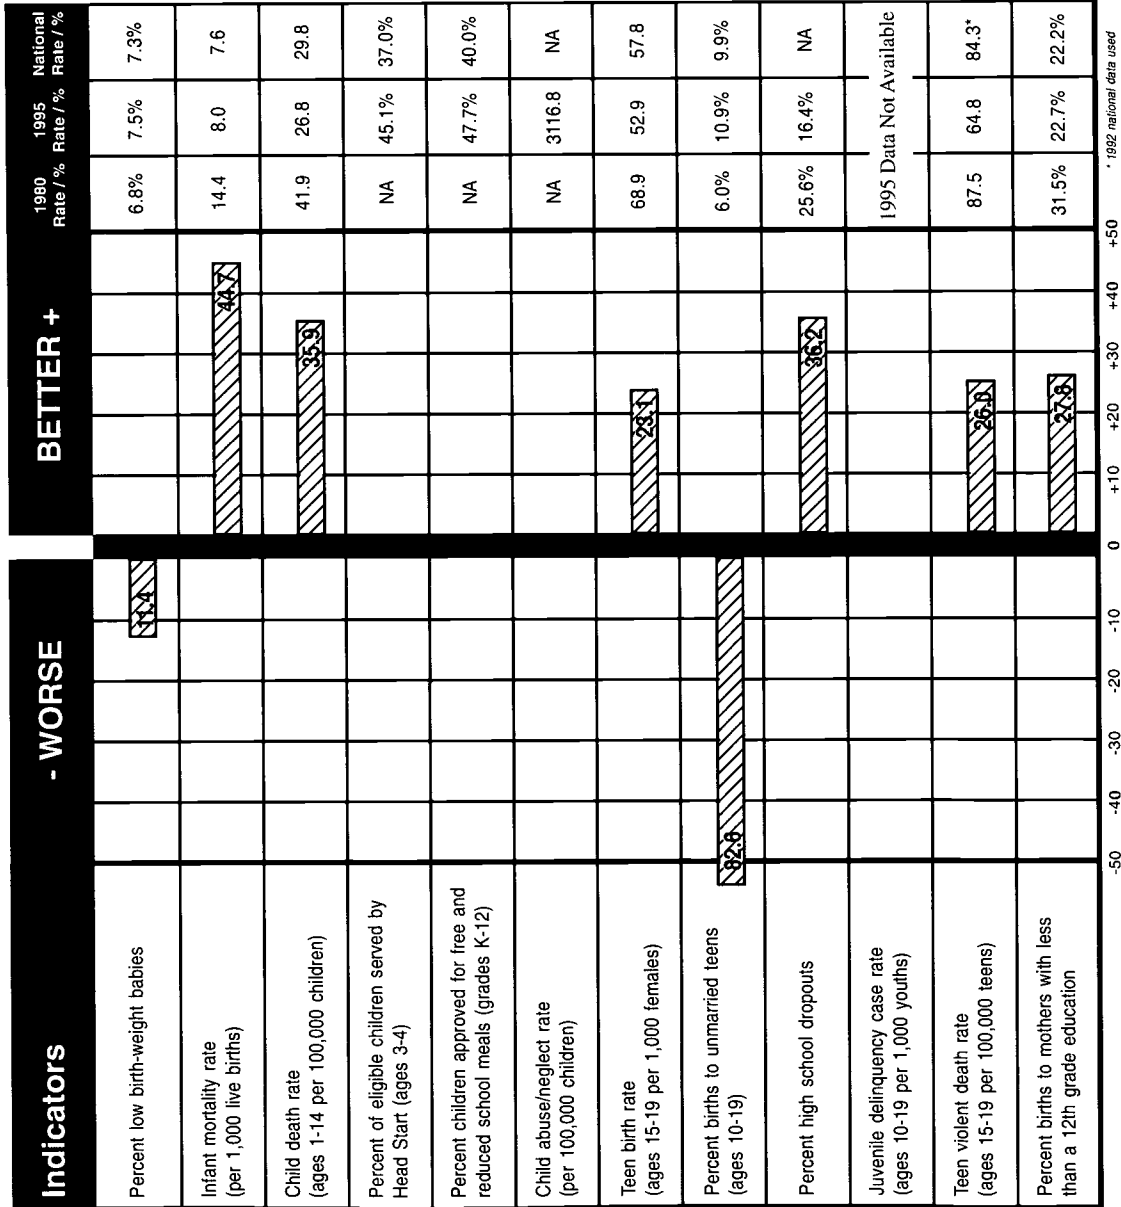 Indicators - WORSE BETTER + 1980 Rate / % 1995 Rate / % National Rate / %
Percent low birth-weight babies 11.4 6.8% 7.5% 7.3%
Infant mortality rate
(per 1,000 live births) 44.7 14.4 8.0 7.6
Child death rate
(ages 1-14 per 100,000 children) 35.9 41.9 26.8 29.8
Percent of eligible children served by
Head Start (ages 3-4) NA 45.1% 37.0%
Percent children approved for free and
reduced school meals (grades K-12) NA 47.7% 40.0%
Child abuse/neglect rate
(per 100,000 children) NA 3116.8 NA
Teen birth rate
(ages 15-19 per 1,000 females) 23.1 68.9 52.9 57.8
Percent births to unmarried teens
(ages 10-19) 82.6 6.0% 10.9% 9.9%
Percent high school dropouts 36.2 25.6% 16.4% NA
Juvenile delinquency case rate
(ages 10-19 per 1,000 youths) 1995 Data Not Available
Teen violent death rate
(ages 15-19 per 100,000 teens) 26.0 87.5 64.8 84.3*
Percent births to mothers with less
than a 12th grade education 27.8 31.5% 22.7% 22.2%
-50 -40 -30 -20 -10 0 +10 +20 +30 +40 +50
* 1992 national data used